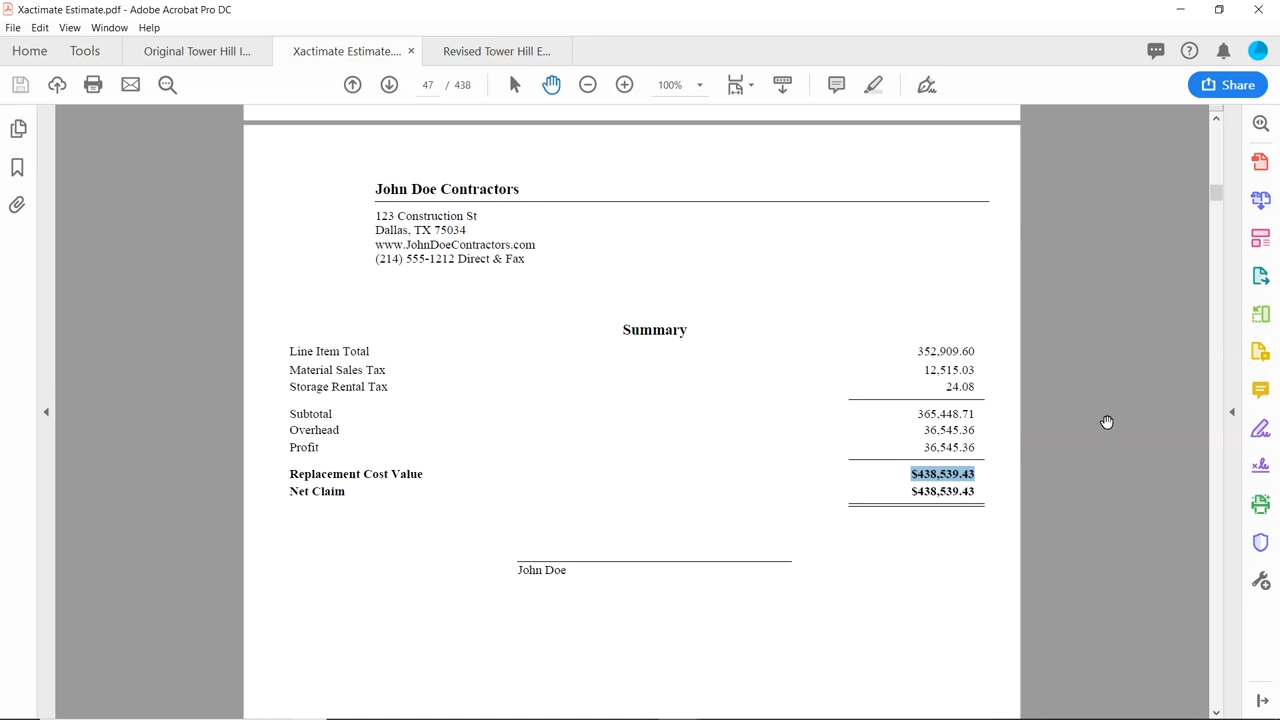 Xactimate Estimate.pdf - Adobe Acrobat Pro DC
File Edit View Window Help
Home Tools Original Tower Hill I... Xactimate Estimate.... × Revised Tower Hill E...
47 / 438 100% Share
John Doe Contractors
123 Construction St
Dallas, TX 75034
www.JohnDoeContractors.com
(214) 555-1212 Direct & Fax
Summary
Line Item Total 352,909.60
Material Sales Tax 12,515.03
Storage Rental Tax 24.08
Subtotal 365,448.71
Overhead 36,545.36
Profit 36,545.36
Replacement Cost Value $438,539.43
Net Claim $438,539.43
John Doe